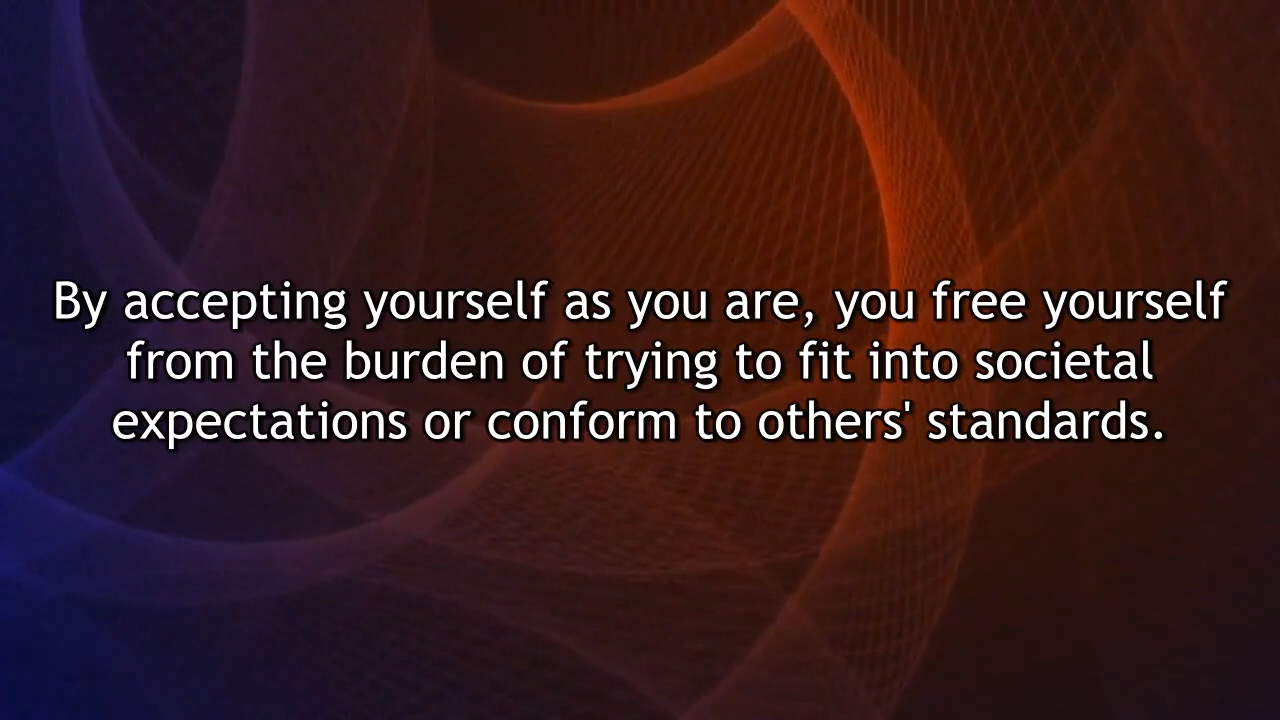 By accepting yourself as you are, you free yourself
from the burden of trying to fit into societal
expectations or conform to others' standards.